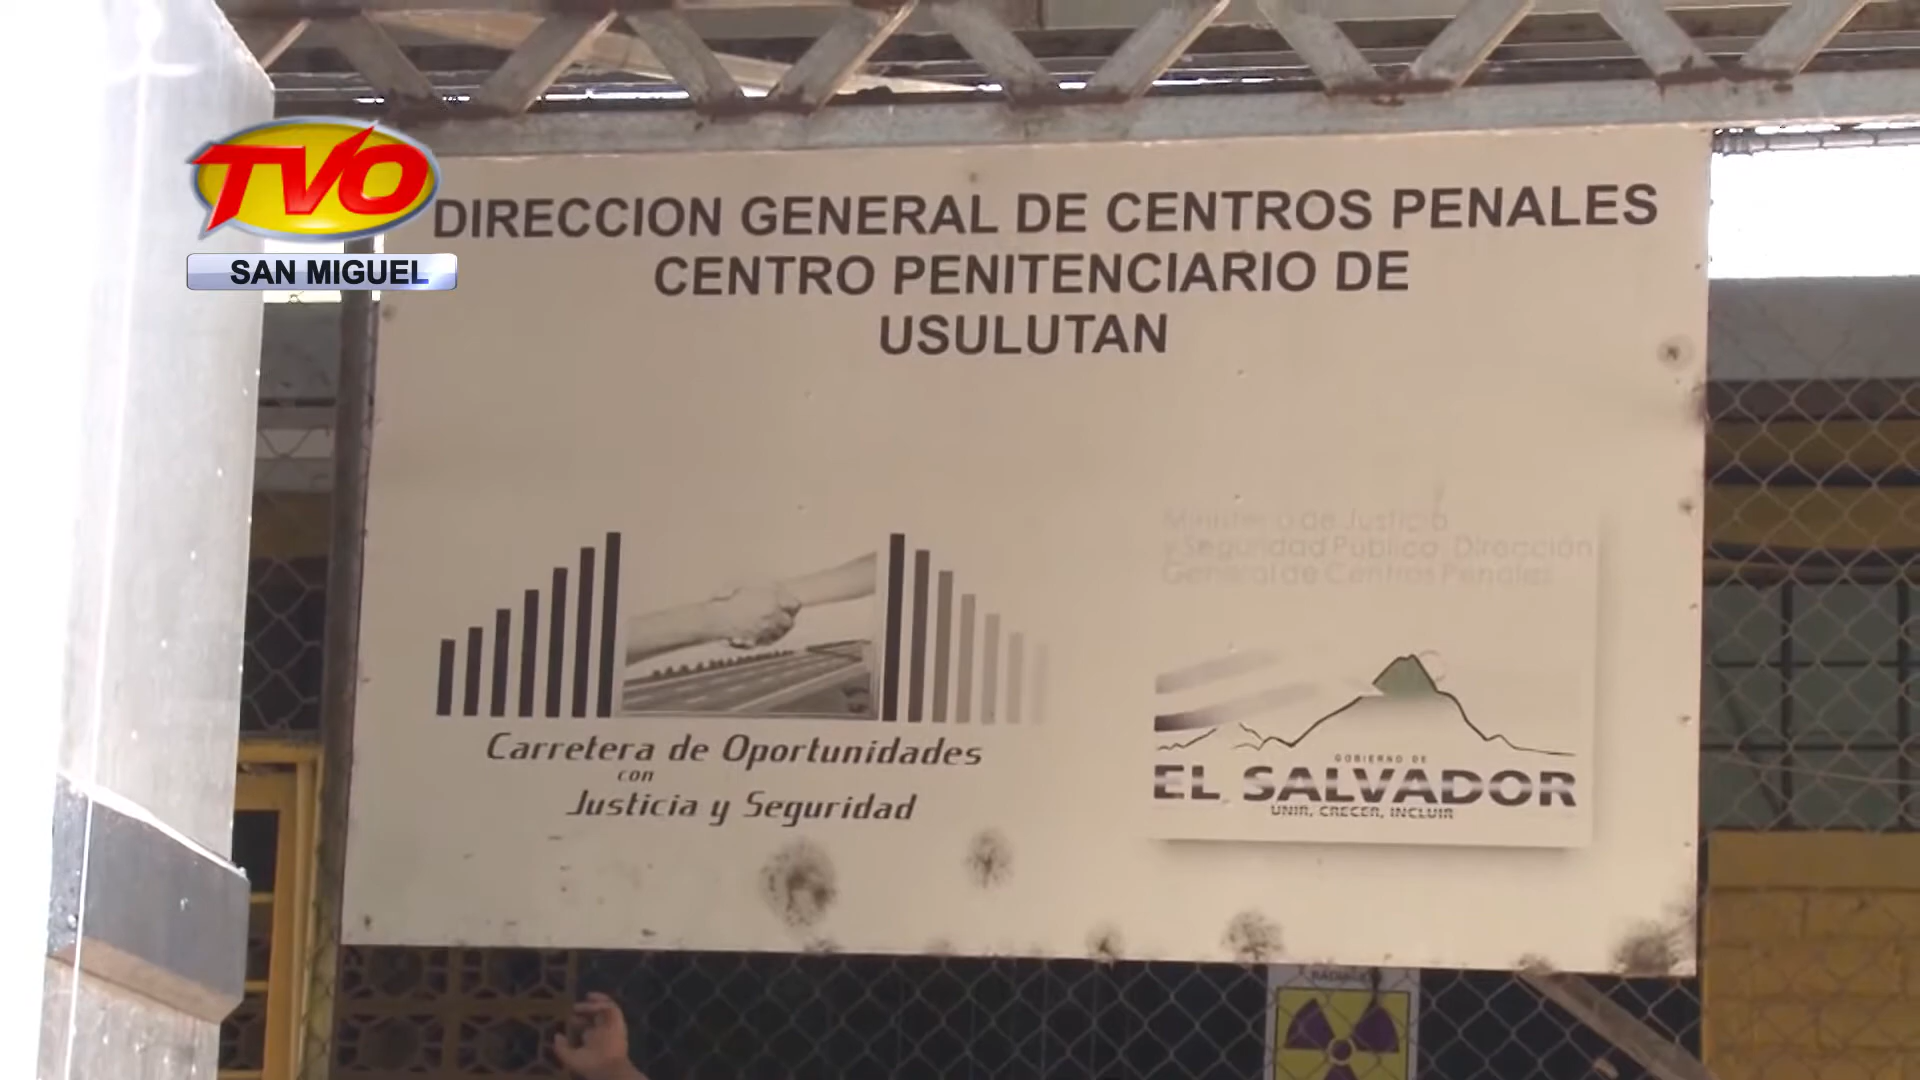 TVO
SAN MIGUEL
DIRECCION GENERAL DE CENTROS PENALES
CENTRO PENITENCIARIO DE
USULUTAN
Ministerio de Justicia
y Seguridad Pública Dirección
General de Centros Penales
Carretera de Oportunidades
con
Justicia y Seguridad
GOBIERNO DE
EL SALVADOR
UNIR, CRECER, INCLUIR